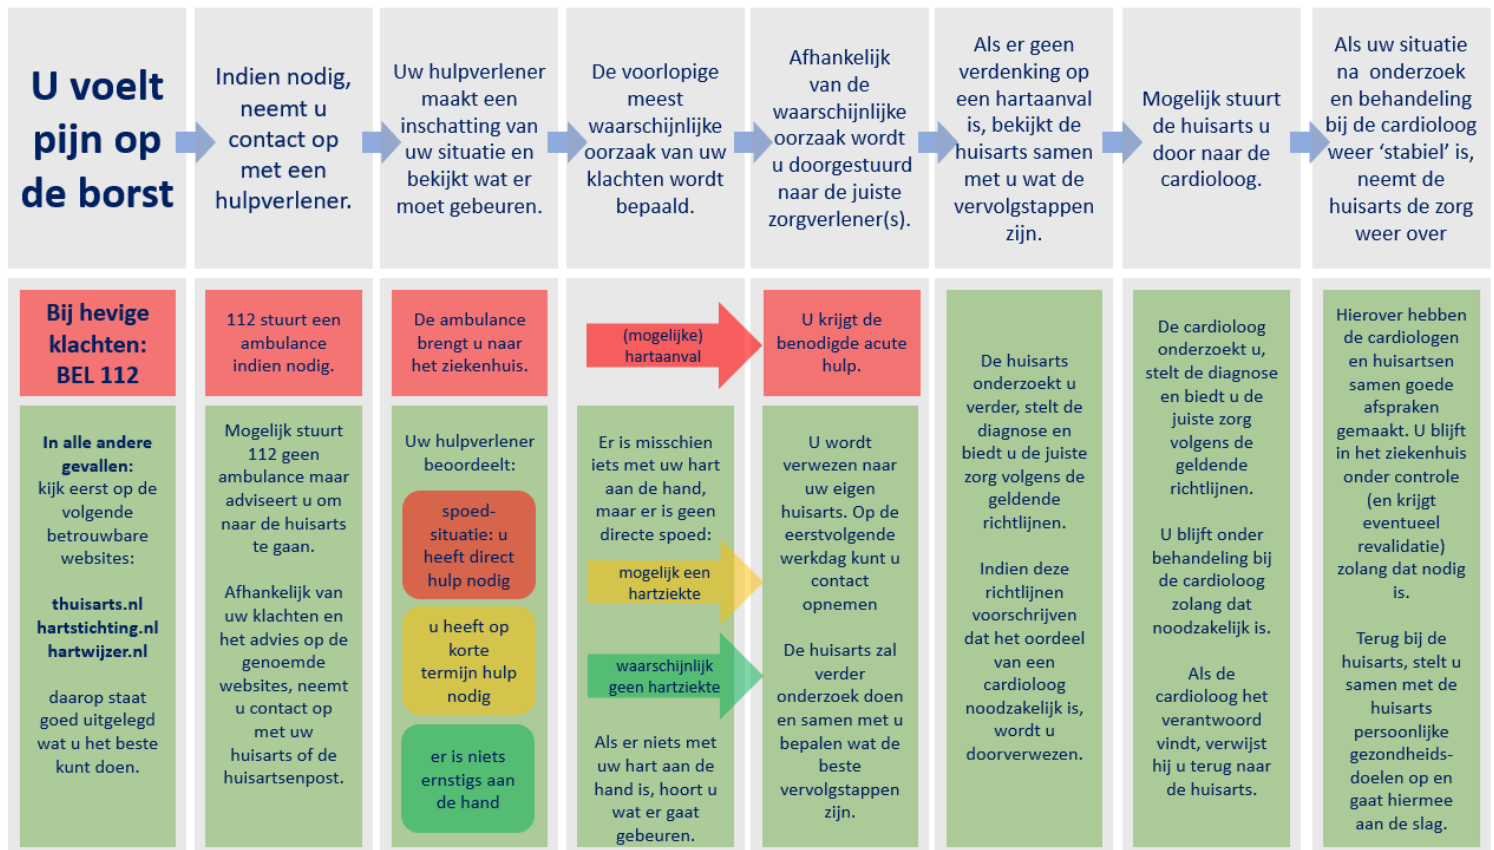 U voelt
pijn op
de borst
Indien nodig,
neemt u
contact op
met een
hulpverlener.
Uw hulpverlener
maakt een
inschatting van
uw situatie en
bekijkt wat er
moet gebeuren.
De voorlopige
meest
waarschijnlijke
oorzaak van uw
klachten wordt
bepaald.
Afhankelijk
van de
waarschijnlijke
oorzaak wordt
u doorgestuurd
naar de juiste
zorgverlener(s).
Als er geen
verdenking op
een hartaanval
is, bekijkt de
huisarts samen
met u wat de
vervolgstappen
zijn.
Mogelijk stuurt
de huisarts u
door naar de
cardioloog.
Als uw situatie
na onderzoek
en behandeling
bij de cardioloog
weer ‘stabiel’ is,
neemt de
huisarts de zorg
weer over
Bij hevige
klachten:
BEL 112
112 stuurt een
ambulance
indien nodig.
De ambulance
brengt u naar
het ziekenhuis.
(mogelijke)
hartaanval
U krijgt de
benodigde acute
hulp.
In alle andere
gevallen:
kijk eerst op de
volgende
betrouwbare
websites:
thuisarts.nl
hartstichting.nl
hartwijzer.nl
daarop staat
goed uitgelegd
wat u het beste
kunt doen.
Mogelijk stuurt
112 geen
ambulance maar
adviseert u om
naar de huisarts
te gaan.
Afhankelijk van
uw klachten en
het advies op de
genoemde
websites, neemt
u contact op
met uw
huisarts of de
huisartsenpost.
Uw hulpverlener
beoordeelt:
spoed-
situatie: u
heeft direct
hulp nodig
u heeft op
korte
termijn hulp
nodig
er is niets
ernstigs aan
de hand
Er is misschien
iets met uw hart
aan de hand,
maar er is geen
directe spoed:
mogelijk een
hartziekte
waarschijnlijk
geen hartziekte
Als er niets met
uw hart aan de
hand is, hoort u
wat er gaat
gebeuren.
U wordt
verwezen naar
uw eigen
huisarts. Op de
eerstvolgende
werkdag kunt u
contact
opnemen
De huisarts zal
verder
onderzoek doen
en samen met u
bepalen wat de
beste
vervolgstappen
zijn.
De huisarts
onderzoekt u
verder, stelt de
diagnose en
biedt u de juiste
zorg volgens de
geldende
richtlijnen.
Indien deze
richtlijnen
voorschrijven
dat het oordeel
van een
cardioloog
noodzakelijk is,
wordt u
doorverwezen.
De cardioloog
onderzoekt u,
stelt de diagnose
en biedt u de
juiste zorg
volgens de
geldende
richtlijnen.
U blijft onder
behandeling bij
de cardioloog
zolang dat
noodzakelijk is.
Als de
cardioloog het
verantwoord
vindt, verwijst
hij u terug naar
de huisarts.
Hierover hebben
de cardiologen
en huisartsen
samen goede
afspraken
gemaakt. U blijft
in het ziekenhuis
onder controle
(en krijgt
eventueel
revalidatie)
zolang dat nodig
is.
Terug bij de
huisarts, stelt u
samen met de
huisarts
persoonlijke
gezondheids-
doelen op en
gaat hiermee
aan de slag.